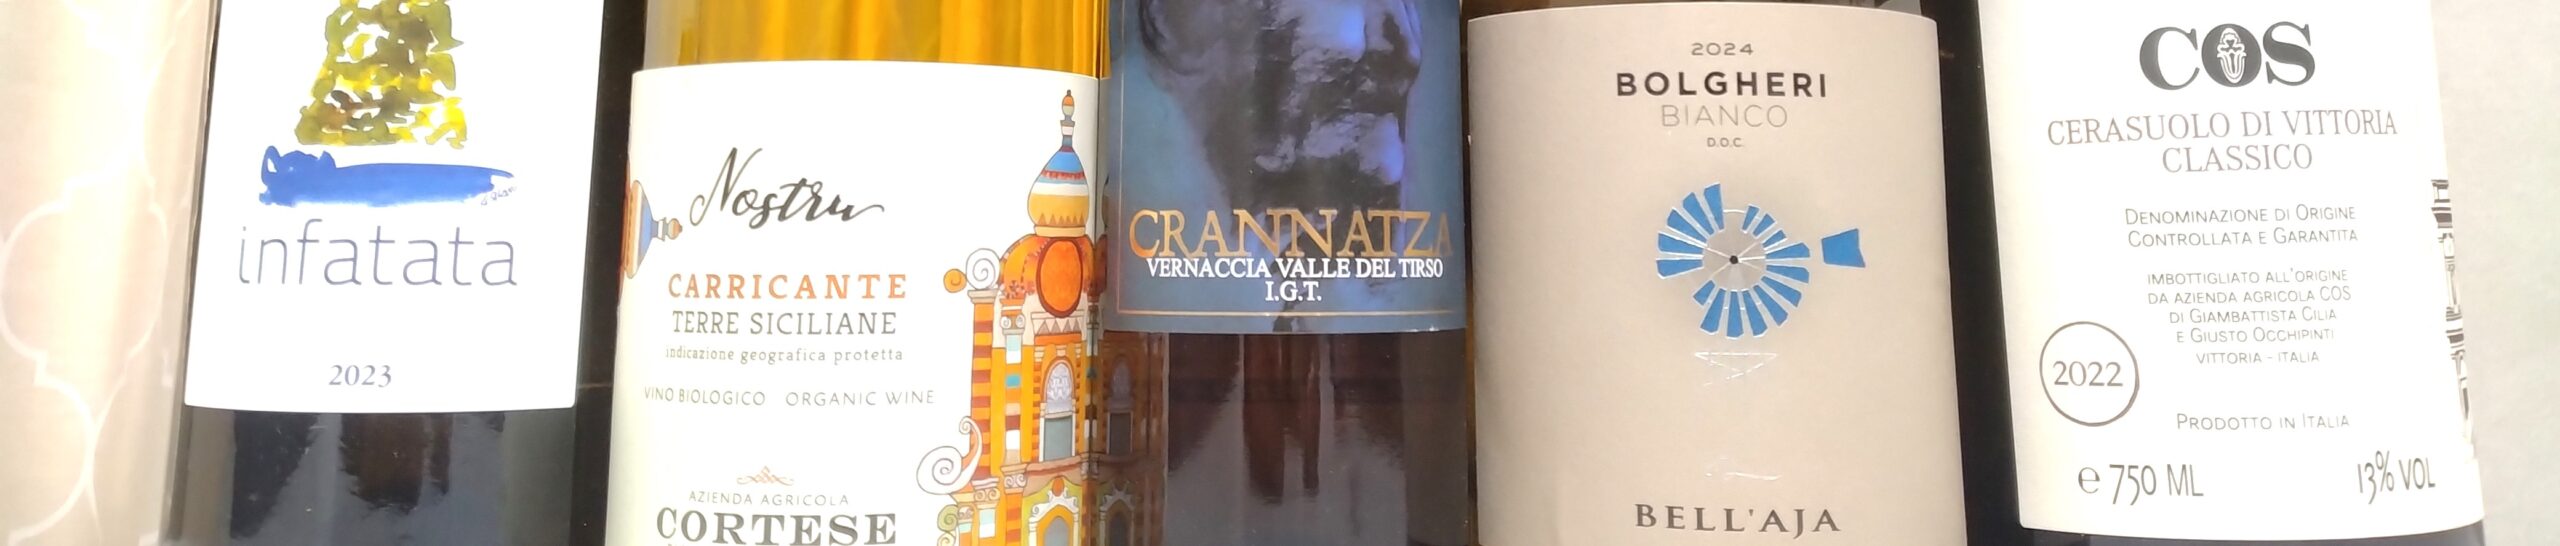 infatata
2023
Nostru
CARRICANTE
TERRE SICILIANE
indicazione geografica protetta
VINO BIOLOGICO ORGANIC WINE
AZIENDA AGRICOLA
CORTESE
CRANNATZA
VERNACCIA VALLE DEL TIRSO
I.G.T.
2024
BOLGHERI
BIANCO
D.O.C.
BELL'AJA
COS
CERASUOLO DI VITTORIA
CLASSICO
DENOMINAZIONE DI ORIGINE
CONTROLLATA E GARANTITA
IMBOTTIGLIATO ALL'ORIGINE
DA AZIENDA AGRICOLA COS
DI GIAMBATTISTA CILIA
E GIUSTO OCCHIPINTI
VITTORIA - ITALIA
2022
PRODOTTO IN ITALIA
e 750 ML
13% VOL